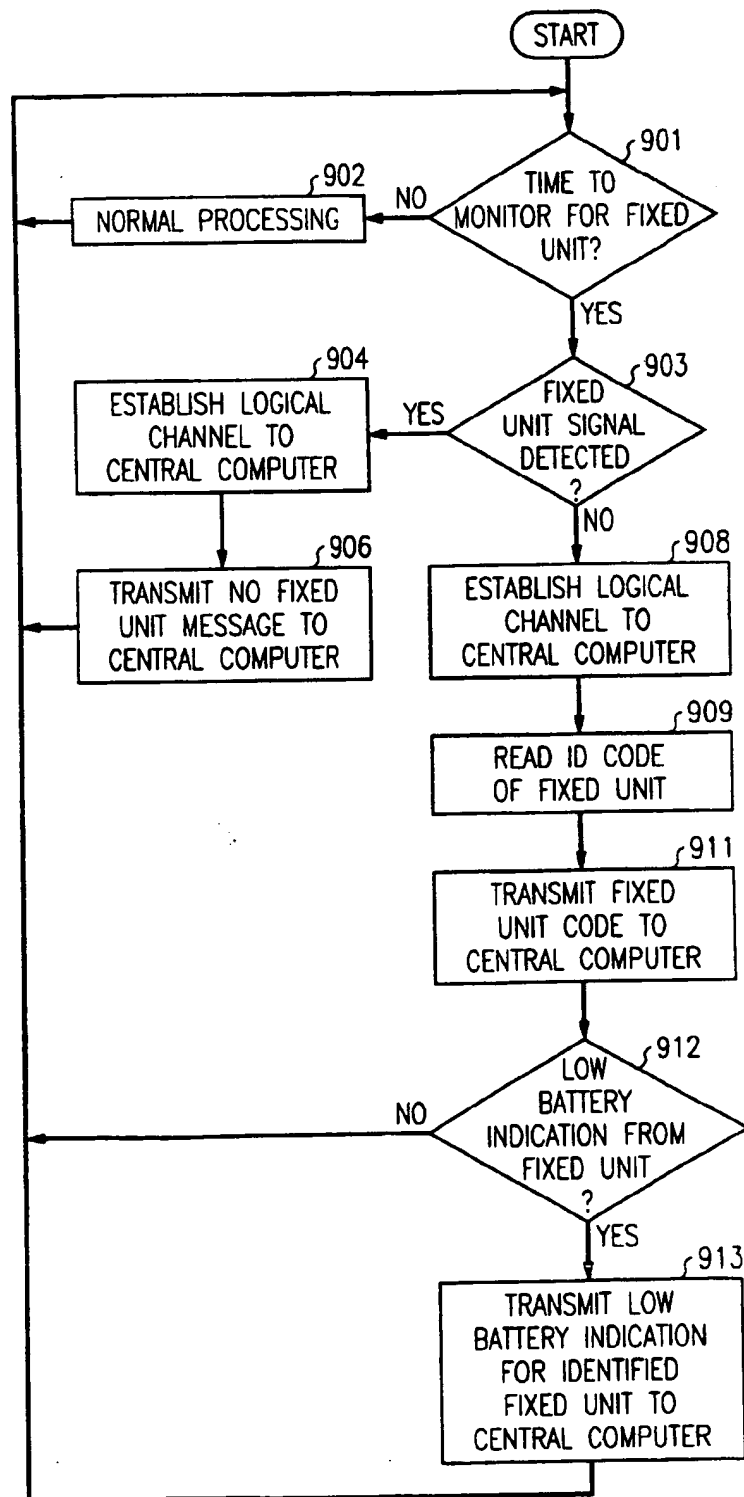 START
901
TIME TO
MONITOR FOR FIXED
UNIT?
NO
902
NORMAL PROCESSING
YES
903
FIXED
UNIT SIGNAL
DETECTED
?
YES
904
ESTABLISH LOGICAL
CHANNEL TO
CENTRAL COMPUTER
906
TRANSMIT NO FIXED
UNIT MESSAGE TO
CENTRAL COMPUTER
NO
908
ESTABLISH LOGICAL
CHANNEL TO
CENTRAL COMPUTER
909
READ ID CODE
OF FIXED UNIT
911
TRANSMIT FIXED
UNIT CODE TO
CENTRAL COMPUTER
912
LOW
BATTERY
INDICATION FROM
FIXED UNIT
?
NO
YES
913
TRANSMIT LOW
BATTERY INDICATION
FOR IDENTIFIED
FIXED UNIT TO
CENTRAL COMPUTER